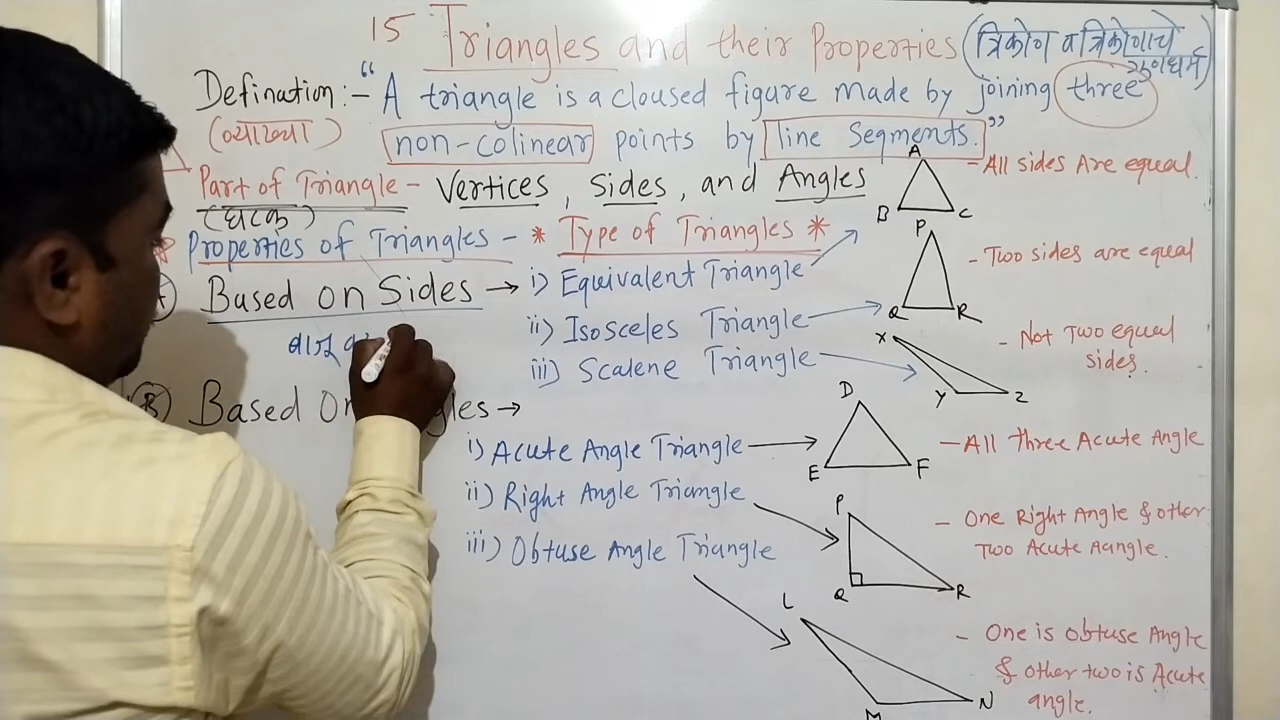 15 Triangles and their Properties (त्रिकोण व त्रिकोणाचे गुणधर्म)
Defination:- “A triangle is a cloused figure made by joining three
(व्याख्या) non-colinear points by line segments.”
Part of Triangle - Vertices, Sides, and Angles
(घटक)
Properties of Triangles - * Type of Triangles *
Based on Sides → i) Equivalent Triangle
ii) Isosceles Triangle
iii) Scalene Triangle
बाजू
(B) Based On →
i) Acute Angle Triangle
ii) Right Angle Triangle
iii) Obtuse Angle Triangle
A
B C
- All sides Are equal.
P
Q R
- Two sides are equal
X
Y Z
- Not Two equal
sides.
D
E F
- All three Acute Angle
P
Q R
- One Right Angle & other
Two Acute Aangle.
L
M N
- One is obtuse Angle
& other two is Acute
angle.